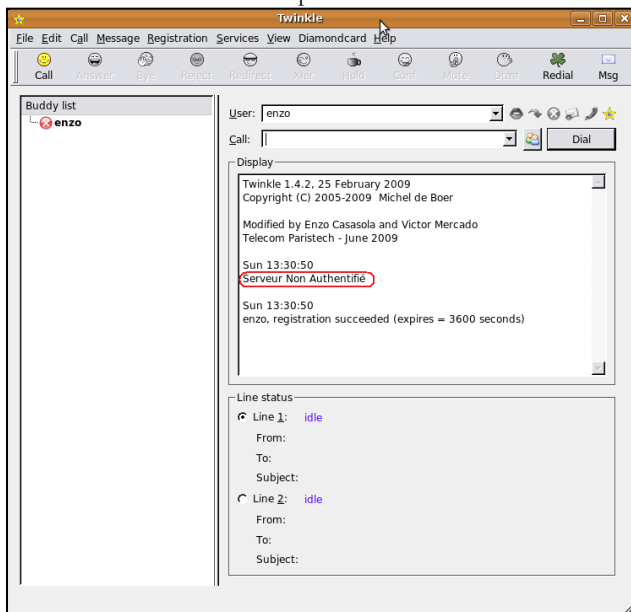 Twinkle
File Edit Call Message Registration Services View Diamondcard Help
Call Answer Bye Reject Redirect Xfer Hold Conf Mute Dtmf Redial Msg
Buddy list
enzo
User: enzo
Call: Dial
Display
Twinkle 1.4.2, 25 February 2009
Copyright (C) 2005-2009 Michel de Boer
Modified by Enzo Casasola and Victor Mercado
Telecom Paristech - June 2009
Sun 13:30:50
Serveur Non Authentifié
Sun 13:30:50
enzo, registration succeeded (expires = 3600 seconds)
Line status
Line 1: idle
From:
To:
Subject:
Line 2: idle
From:
To:
Subject: